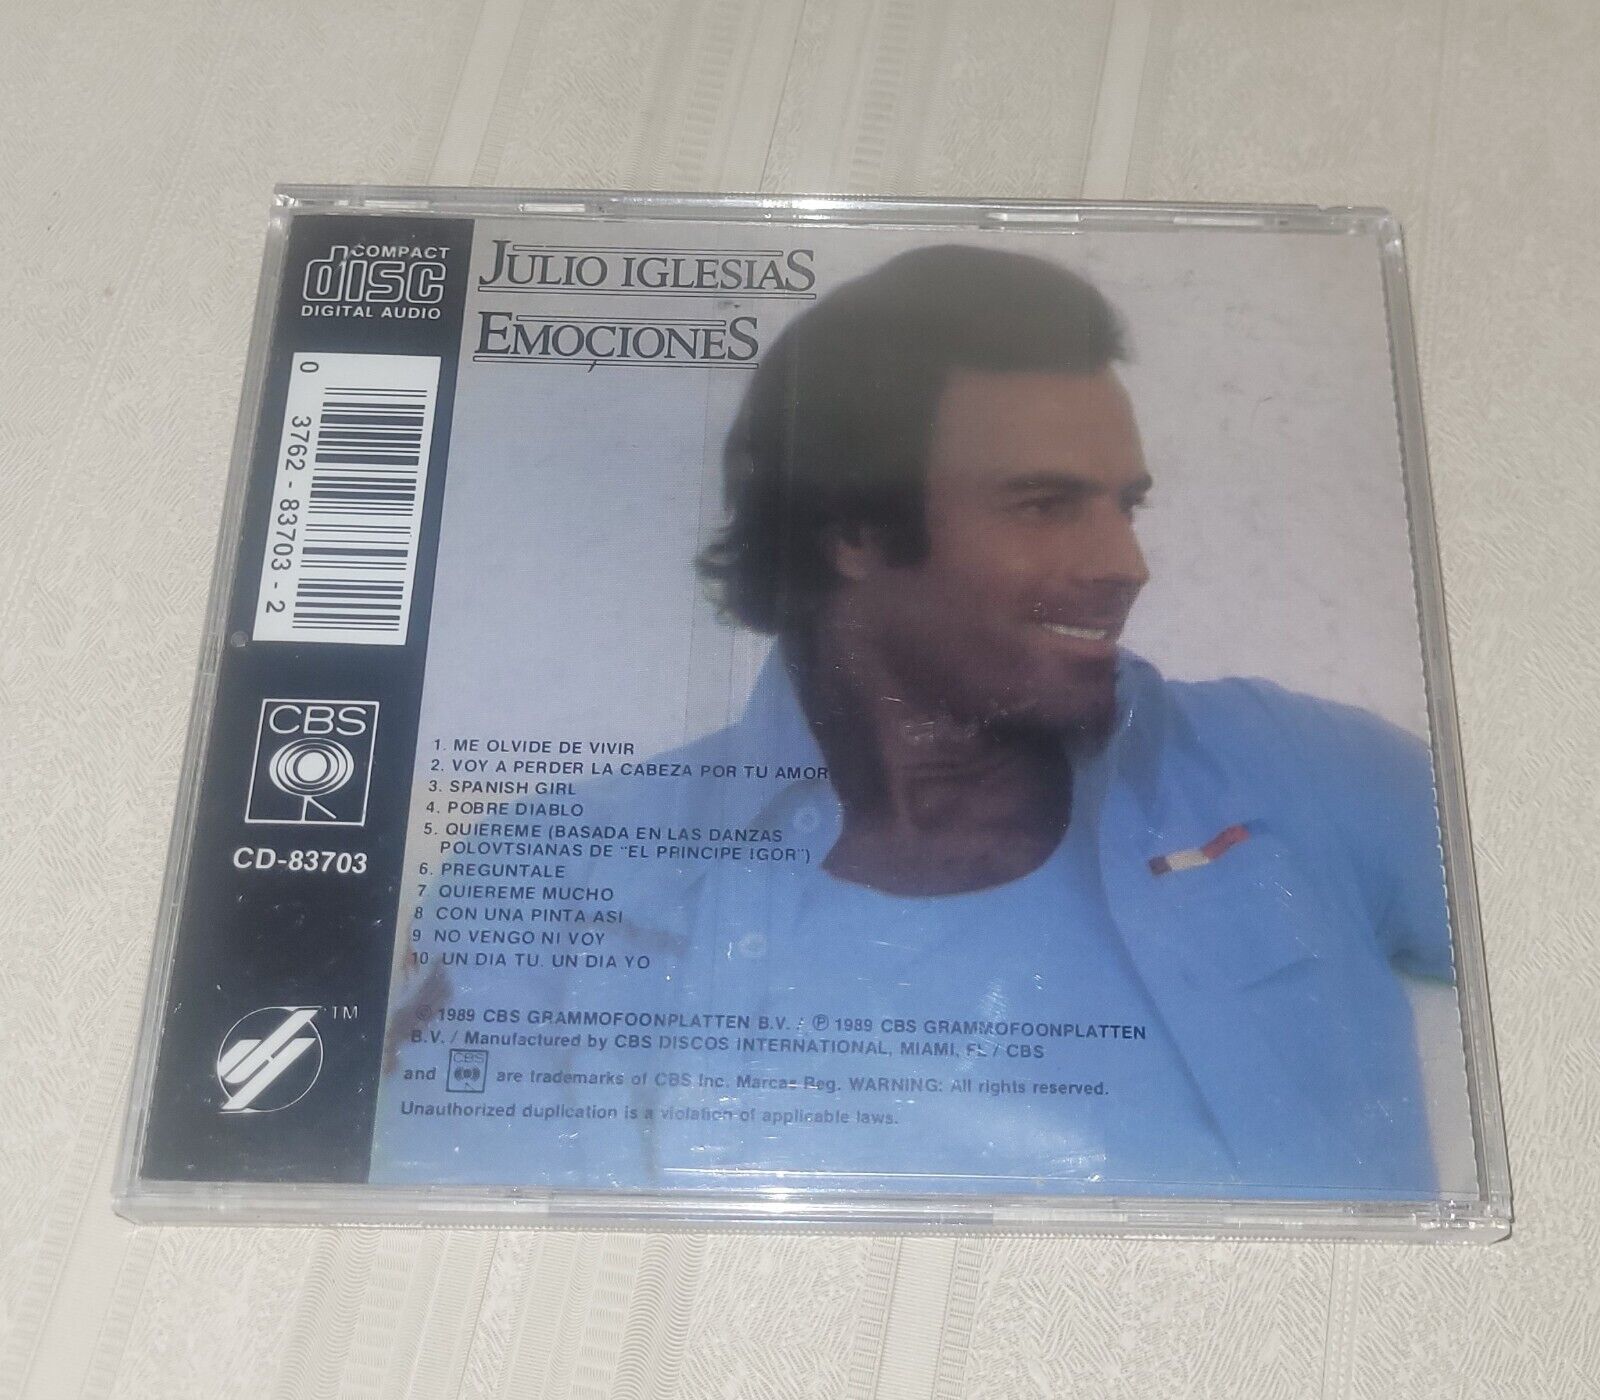 COMPACT
disc
DIGITAL AUDIO
0 3762-83703-2
CBS
CD-83703
TM
JULIO IGLESIAS
EMOCIONES
1. ME OLVIDE DE VIVIR
2. VOY A PERDER LA CABEZA POR TU AMOR
3. SPANISH GIRL
4. POBRE DIABLO
5. QUIEREME (BASADA EN LAS DANZAS
POLOVTSIANAS DE "EL PRINCIPE IGOR")
6. PREGUNTALE
7. QUIEREME MUCHO
8 CON UNA PINTA ASI
9 NO VENGO NI VOY
10 UN DIA TU. UN DIA YO
© 1989 CBS GRAMMOFOONPLATTEN B.V. / ℗ 1989 CBS GRAMMOFOONPLATTEN
B.V. / Manufactured by CBS DISCOS INTERNATIONAL, MIAMI, FL / CBS
and CBS are trademarks of CBS Inc. Marcas Reg. WARNING: All rights reserved.
Unauthorized duplication is a violation of applicable laws.